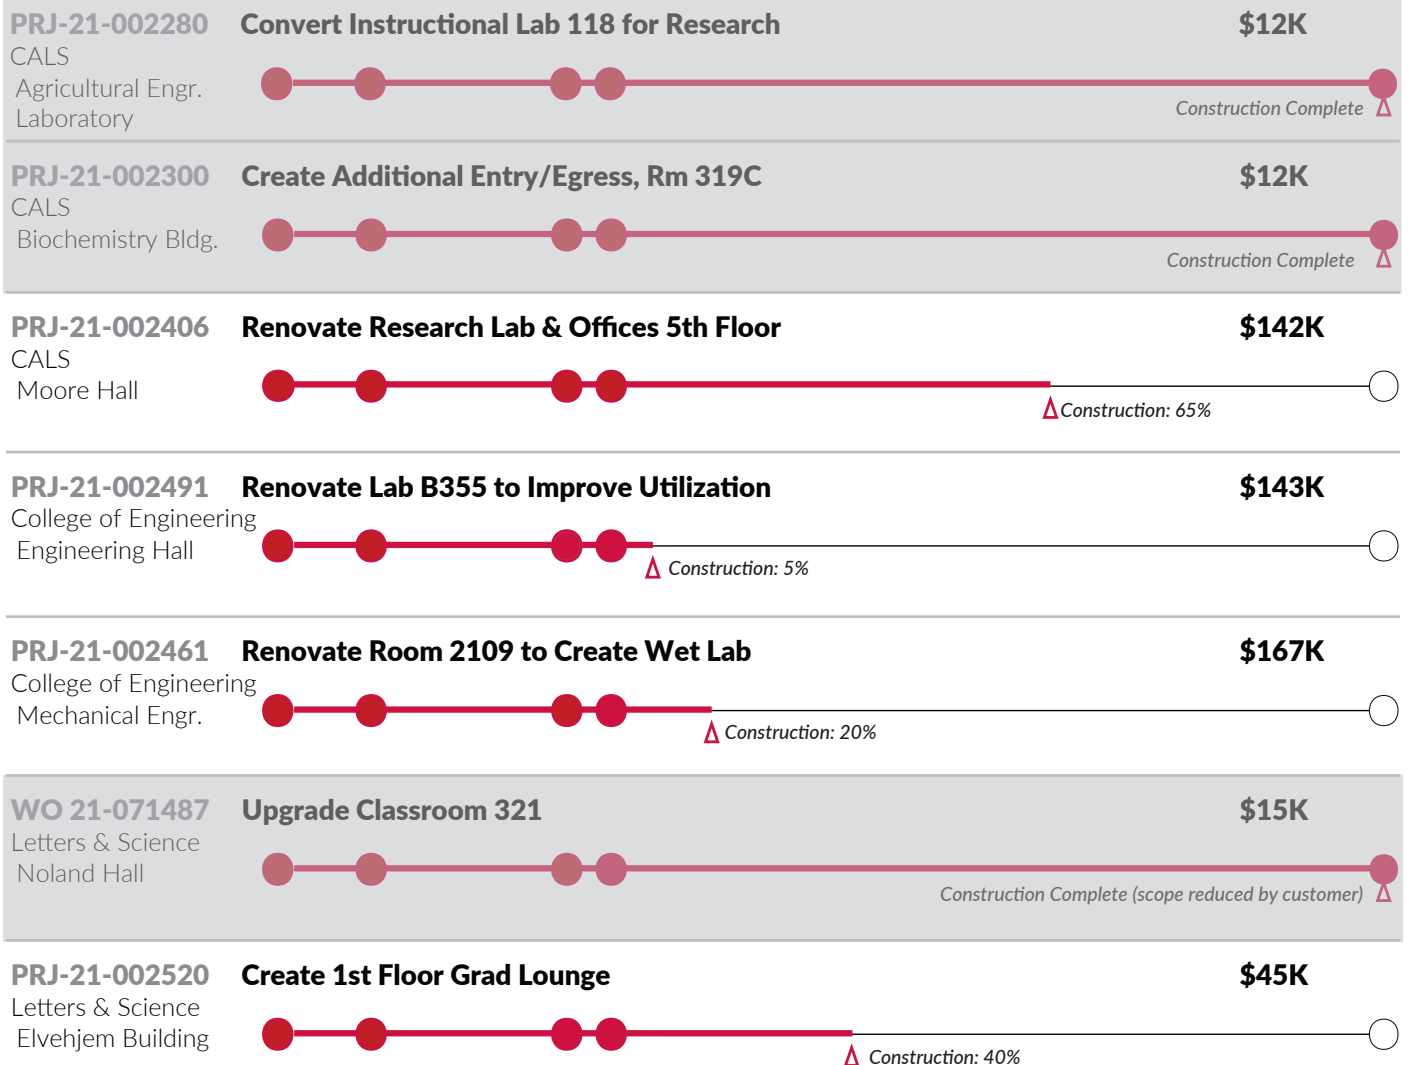 PRJ-21-002280 Convert Instructional Lab 118 for Research $12K
CALS
Agricultural Engr.
Laboratory
Construction Complete
PRJ-21-002300 Create Additional Entry/Egress, Rm 319C $12K
CALS
Biochemistry Bldg.
Construction Complete
PRJ-21-002406 Renovate Research Lab & Offices 5th Floor $142K
CALS
Moore Hall
Construction: 65%
PRJ-21-002491 Renovate Lab B355 to Improve Utilization $143K
College of Engineering
Engineering Hall
Construction: 5%
PRJ-21-002461 Renovate Room 2109 to Create Wet Lab $167K
College of Engineering
Mechanical Engr.
Construction: 20%
WO 21-071487 Upgrade Classroom 321 $15K
Letters & Science
Noland Hall
Construction Complete (scope reduced by customer)
PRJ-21-002520 Create 1st Floor Grad Lounge $45K
Letters & Science
Elvehjem Building
Construction: 40%